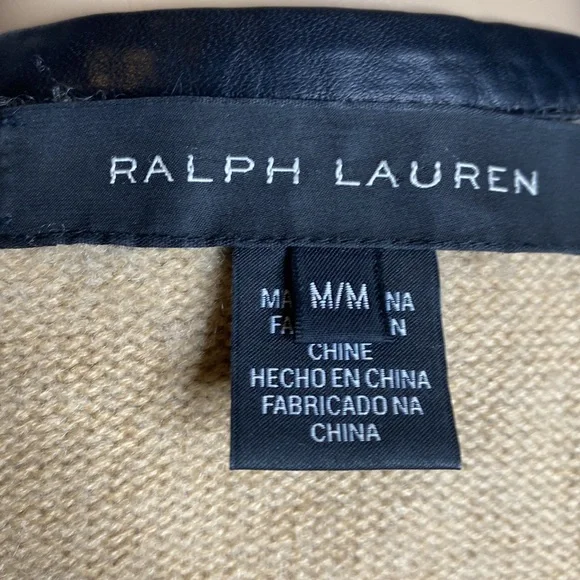 RALPH LAUREN
M/M
CHINE
HECHO EN CHINA
FABRICADO NA
CHINA